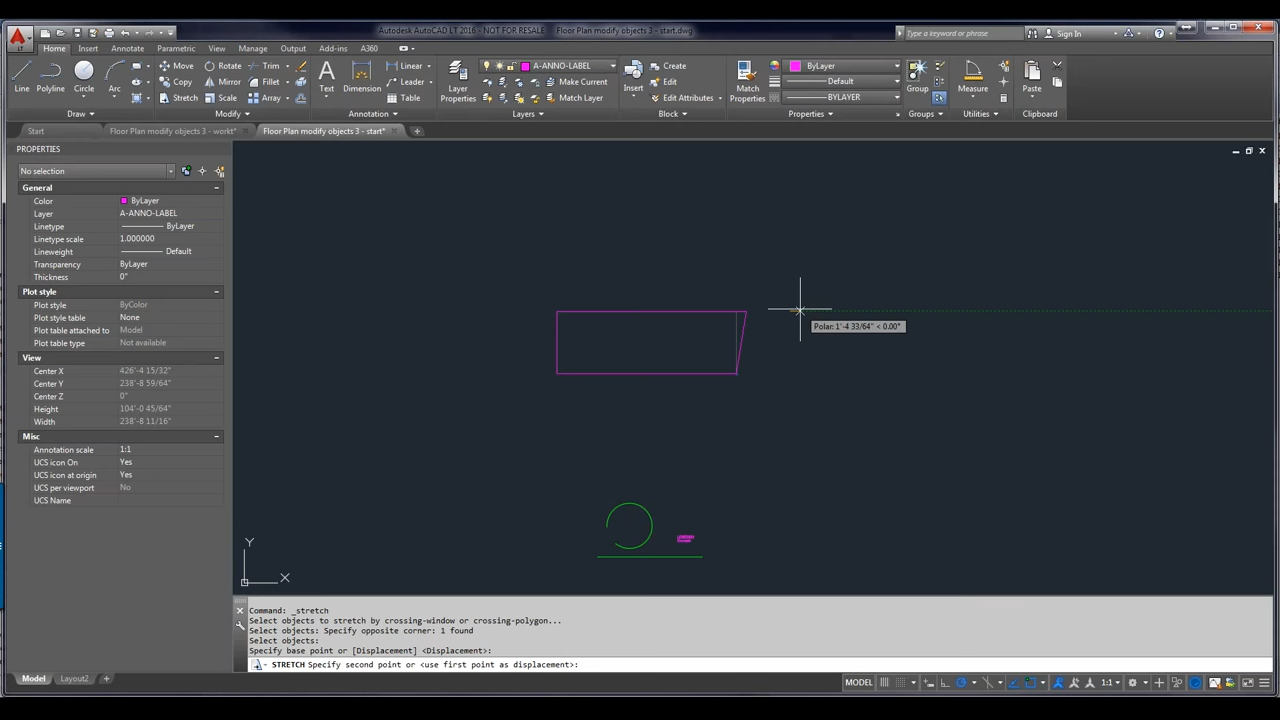 Autodesk AutoCAD LT 2016 - NOT FOR RESALE Floor Plan modify objects 3 - start.dwg
Type a keyword or phrase
Sign In
LT
Home Insert Annotate Parametric View Manage Output Add-ins A360
Line Polyline Circle Arc
Move Rotate Trim
Copy Mirror Fillet
Stretch Scale Array
Text Dimension
Linear
Leader
Table
Layer Properties
A-ANNO-LABEL
Make Current
Match Layer
Insert
Create
Edit
Edit Attributes
Match Properties
ByLayer
Default
BYLAYER
Group
Measure
Paste
Draw Modify Annotation Layers Block Properties Groups Utilities Clipboard
Start Floor Plan modify objects 3 - workt* Floor Plan modify objects 3 - start*
PROPERTIES
No selection
General
Color ByLayer
Layer A-ANNO-LABEL
Linetype ByLayer
Linetype scale 1.000000
Lineweight Default
Transparency ByLayer
Thickness 0"
Plot style
Plot style ByColor
Plot style table None
Plot table attached to Model
Plot table type Not available
View
Center X 426'-4 15/32"
Center Y 238'-8 59/64"
Center Z 0"
Height 104'-0 45/64"
Width 238'-8 11/16"
Misc
Annotation scale 1:1
UCS icon On Yes
UCS icon at origin Yes
UCS per viewport No
UCS Name
Polar: 1'-4 33/64" < 0.00°
Y
X
Command: _stretch
Select objects to stretch by crossing-window or crossing-polygon...
Select objects: Specify opposite corner: 1 found
Select objects:
Specify base point or [Displacement] <Displacement>:
STRETCH Specify second point or <use first point as displacement>:
Model Layout2 +
MODEL 1:1